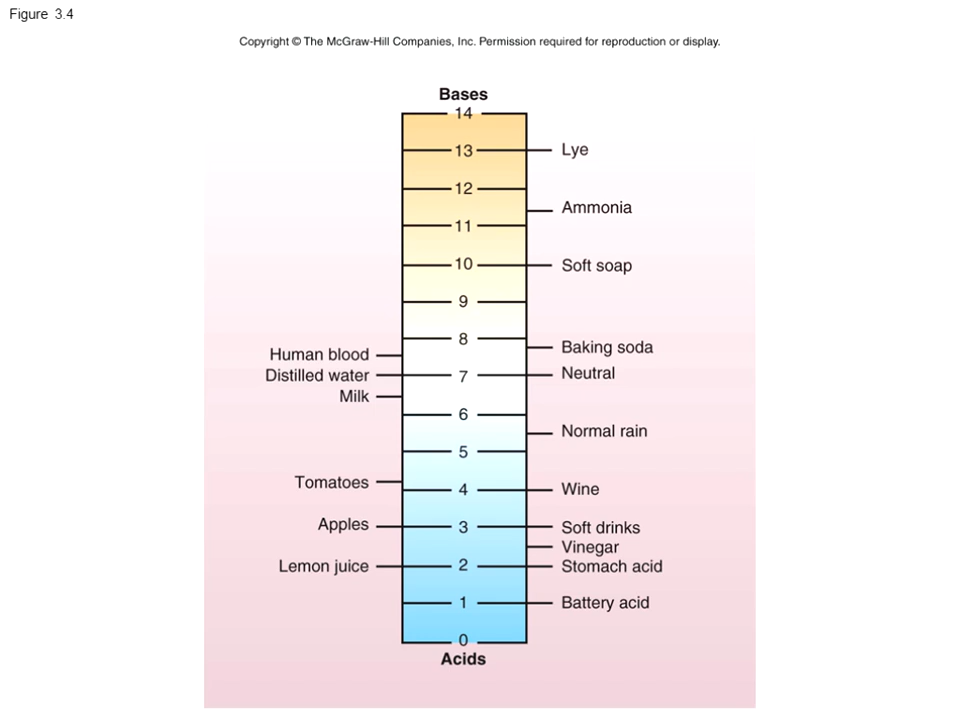 Figure 3.4
Copyright © The McGraw-Hill Companies, Inc. Permission required for reproduction or display.
Bases
14
13 Lye
12
Ammonia
11
10 Soft soap
9
8
Baking soda
Human blood
Distilled water 7 Neutral
Milk
6
Normal rain
5
Tomatoes
4 Wine
Apples 3 Soft drinks
Vinegar
Lemon juice 2 Stomach acid
1 Battery acid
0
Acids